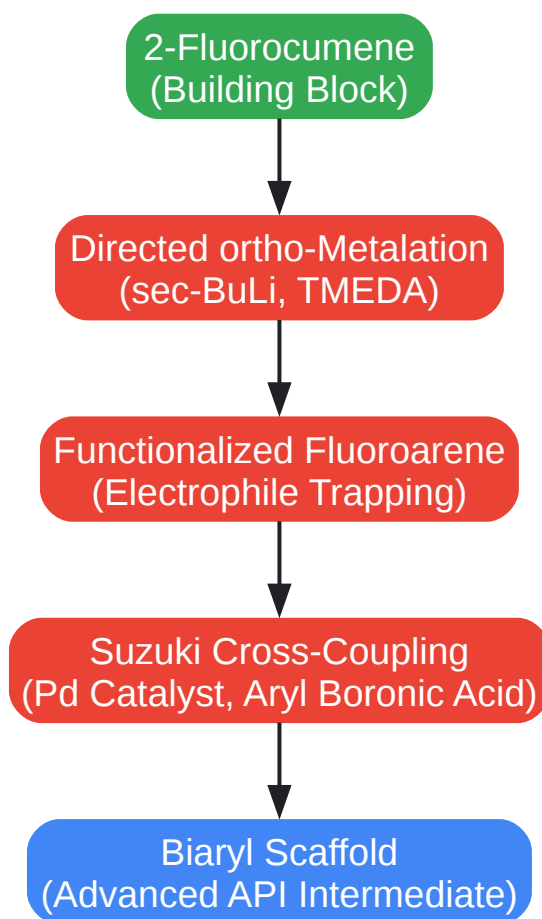 2-Fluorocumene
(Building Block)
Directed ortho-Metalation
(sec-BuLi, TMEDA)
Functionalized Fluoroarene
(Electrophile Trapping)
Suzuki Cross-Coupling
(Pd Catalyst, Aryl Boronic Acid)
Biaryl Scaffold
(Advanced API Intermediate)